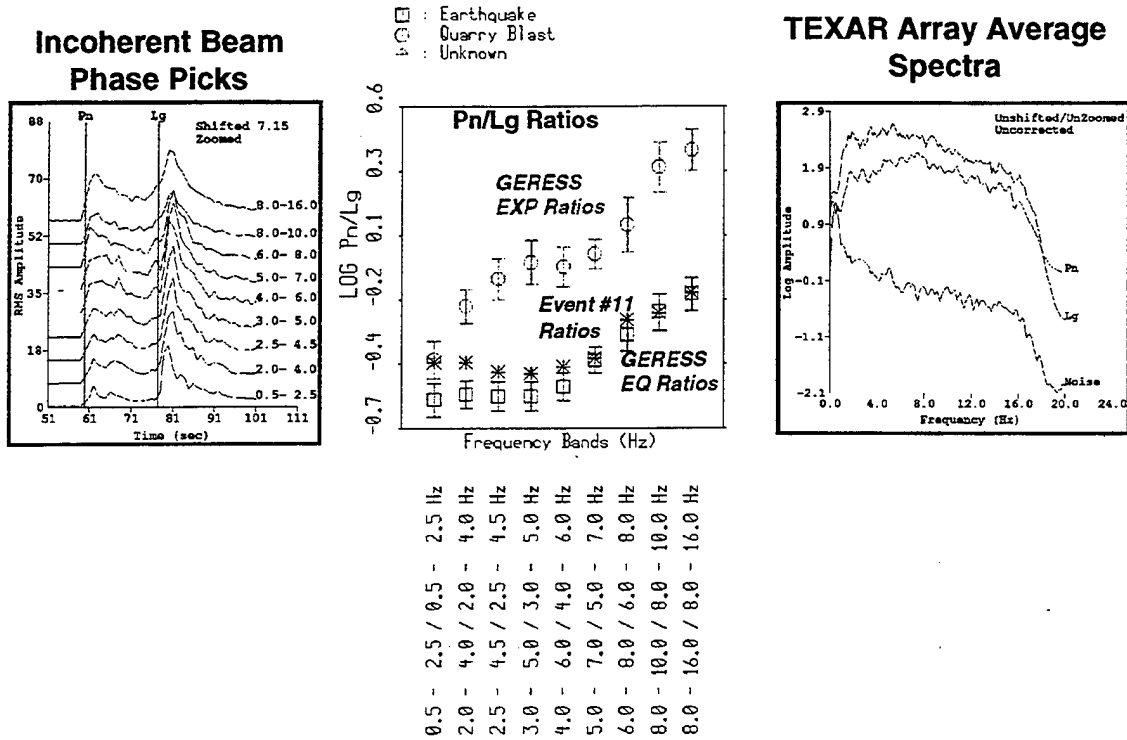 Incoherent Beam
Phase Picks
: Earthquake
: Quarry Blast
: Unknown
TEXAR Array Average
Spectra
88
70
52
35
18
0
RMS Amplitude
Pn
Lg
Shifted 7.15
Zoomed
8.0-16.0
8.0-10.0
6.0- 8.0
5.0- 7.0
4.0- 6.0
3.0- 5.0
2.5- 4.5
2.0- 4.0
0.5- 2.5
51 61 71 81 91 101 111
Time (sec)
0.6
0.3
0.1
-0.2
-0.4
-0.7
LOG Pn/Lg
Pn/Lg Ratios
GERESS
EXP Ratios
Event #11
Ratios
GERESS
EQ Ratios
Frequency Bands (Hz)
0.5 - 2.5 / 0.5 - 2.5 Hz
2.0 - 4.0 / 2.0 - 4.0 Hz
2.5 - 4.5 / 2.5 - 4.5 Hz
3.0 - 5.0 / 3.0 - 5.0 Hz
4.0 - 6.0 / 4.0 - 6.0 Hz
5.0 - 7.0 / 5.0 - 7.0 Hz
6.0 - 8.0 / 6.0 - 8.0 Hz
8.0 - 10.0 / 8.0 - 10.0 Hz
8.0 - 16.0 / 8.0 - 16.0 Hz
2.9
1.9
0.9
-0.1
-1.1
-2.1
Log Amplitude
Unshifted/UnZoomed
Uncorrected
Pn
Lg
Noise
0.0 4.0 8.0 12.0 16.0 20.0 24.0
Frequency (Hz)